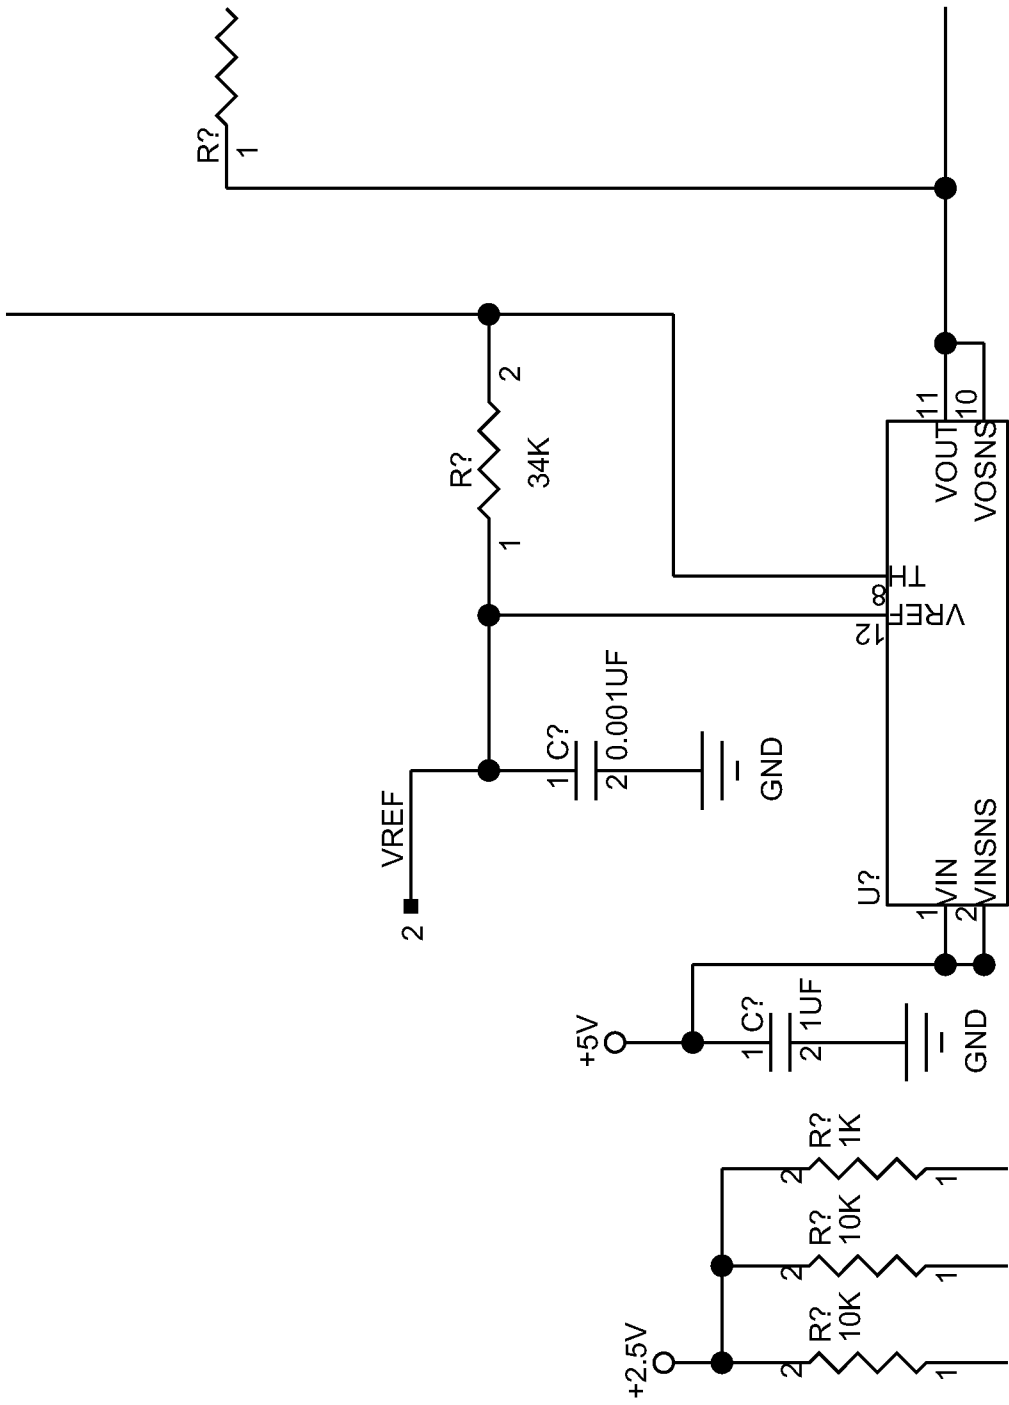 R?
1
2
R?
34K
1
11
10
VOUT
VOSNS
TH
8
VREF
12
C?
0.001UF
1
2
GND
VREF
2
U?
VIN
VINSNS
1
2
+5V
C?
1UF
1
2
GND
R?
1K
2
1
R?
10K
2
1
R?
10K
2
1
+2.5V